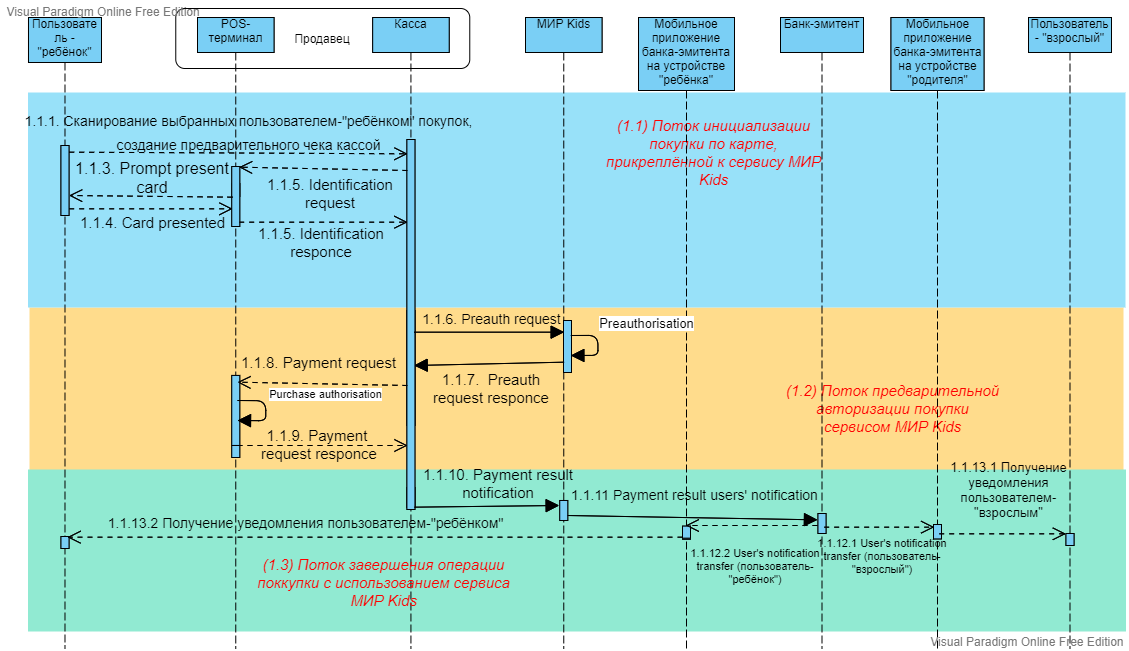 Visual Paradigm Online Free Edition
Пользовате
ль -
"ребёнок"
POS-
терминал
Продавец
Касса
МИР Kids
Мобильное
приложение
банка-эмитента
на устройстве
"ребёнка"
Банк-эмитент
Мобильное
приложение
банка-эмитента
на устройстве
"родителя"
Пользователь
- "взрослый"
1.1.1. Сканирование выбранных пользователем-"ребёнком" покупок,
создание предварительного чека кассой
(1.1) Поток инициализации
покупки по карте,
прикреплённой к сервису МИР
Kids
1.1.3. Prompt present
card
1.1.5. Identification
request
1.1.4. Card presented
1.1.5. Identification
responce
1.1.6. Preauth request
Preauthorisation
1.1.8. Payment request
1.1.7.  Preauth
request responce
Purchase authorisation
(1.2) Поток предварительной
авторизации покупки
сервисом МИР Kids
1.1.9. Payment
request responce
1.1.10. Payment result
notification
1.1.11 Payment result users' notification
1.1.13.1 Получение
уведомления
пользователем-
"взрослым"
1.1.13.2 Получение уведомления пользователем-"ребёнком"
1.1.12.2 User's notification
transfer (пользователь-
"ребёнок")
1.1.12.1 User's notification
transfer (пользователь-
"взрослый")
(1.3) Поток завершения операции
поккупки с использованием сервиса
МИР Kids
Visual Paradigm Online Free Edition